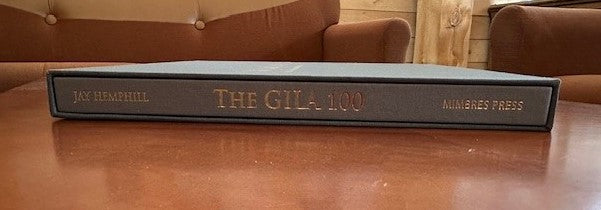 JAY HEMPHILL THE GILA 100 MIMBRES PRESS